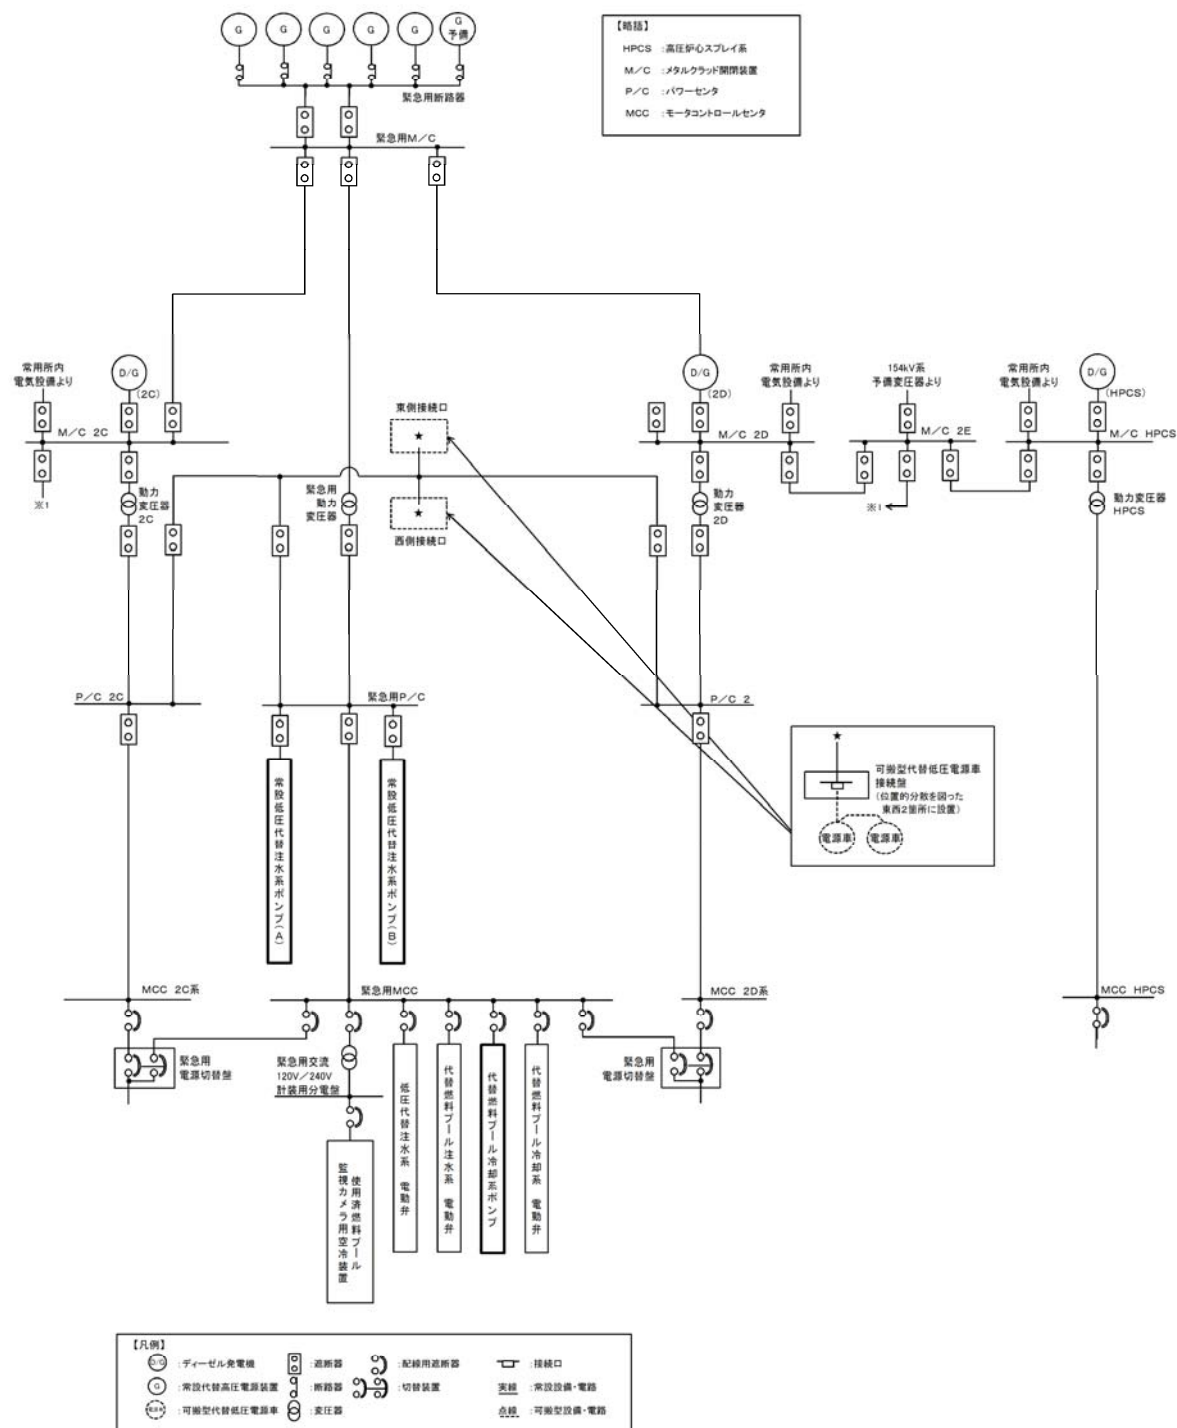 G
G
G
G
G
G
予備
緊急用断路器
【略語】
HPCS :高圧炉心スプレイ系
M/C :メタルクラッド開閉装置
P/C :パワーセンタ
MCC :モータコントロールセンタ
緊急用M/C
常用所内
電気設備より
D/G
(2C)
M/C 2C
※1
動力
変圧器
2C
東側接続口
★
緊急用
動力
変圧器
★
西側接続口
D/G
(2D)
M/C 2D
動力
変圧器
2D
常用所内
電気設備より
154kV系
予備変圧器より
M/C 2E
※1
常用所内
電気設備より
D/G
(HPCS)
M/C HPCS
動力変圧器
HPCS
P/C 2C
緊急用P/C
P/C 2
常設低圧代替注水系ポンプ(A)
常設低圧代替注水系ポンプ(B)
★
可搬型代替低圧電源車
接続盤
(位置的分散を図った
東西2箇所に設置)
電源車
電源車
MCC 2C系
緊急用MCC
MCC 2D系
MCC HPCS
緊急用
電源切替盤
緊急用交流
120V/240V
計装用分電盤
緊急用
電源切替盤
使用済燃料プール
監視カメラ用空冷装置
低圧代替注水系 電動弁
代替燃料プール注水系 電動弁
代替燃料プール冷却系ポンプ
代替燃料プール冷却系 電動弁
【凡例】
D/G :ディーゼル発電機
:遮断器
:配線用遮断器
:接続口
G :常設代替高圧電源装置
:断路器
:切替装置
実線 :常設設備・電路
電源車 :可搬型代替低圧電源車
:変圧器
点線 :可搬型設備・電路